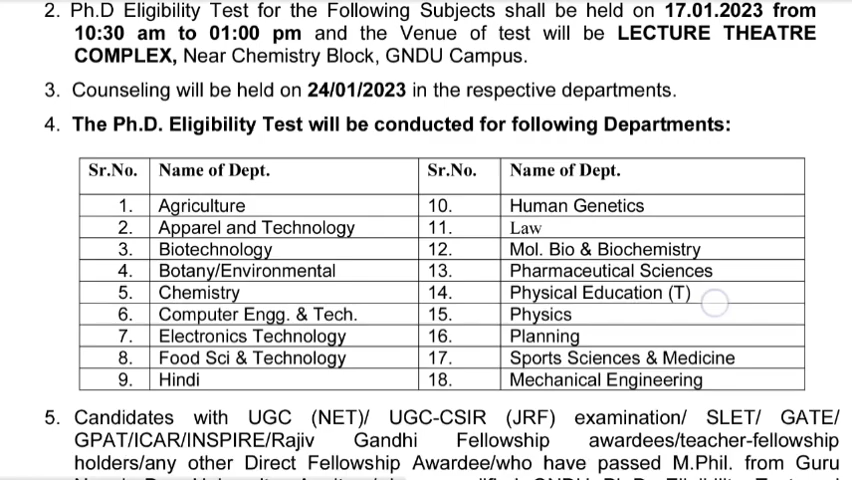 2. Ph.D Eligibility Test for the Following Subjects shall be held on 17.01.2023 from
10:30 am to 01:00 pm and the Venue of test will be LECTURE THEATRE
COMPLEX, Near Chemistry Block, GNDU Campus.
3. Counseling will be held on 24/01/2023 in the respective departments.
4. The Ph.D. Eligibility Test will be conducted for following Departments:
Sr.No. Name of Dept. Sr.No. Name of Dept.
1. Agriculture 10. Human Genetics
2. Apparel and Technology 11. Law
3. Biotechnology 12. Mol. Bio & Biochemistry
4. Botany/Environmental 13. Pharmaceutical Sciences
5. Chemistry 14. Physical Education (T)
6. Computer Engg. & Tech. 15. Physics
7. Electronics Technology 16. Planning
8. Food Sci & Technology 17. Sports Sciences & Medicine
9. Hindi 18. Mechanical Engineering
5. Candidates with UGC (NET)/ UGC-CSIR (JRF) examination/ SLET/ GATE/
GPAT/ICAR/INSPIRE/Rajiv Gandhi Fellowship awardees/teacher-fellowship
holders/any other Direct Fellowship Awardee/who have passed M.Phil. from Guru